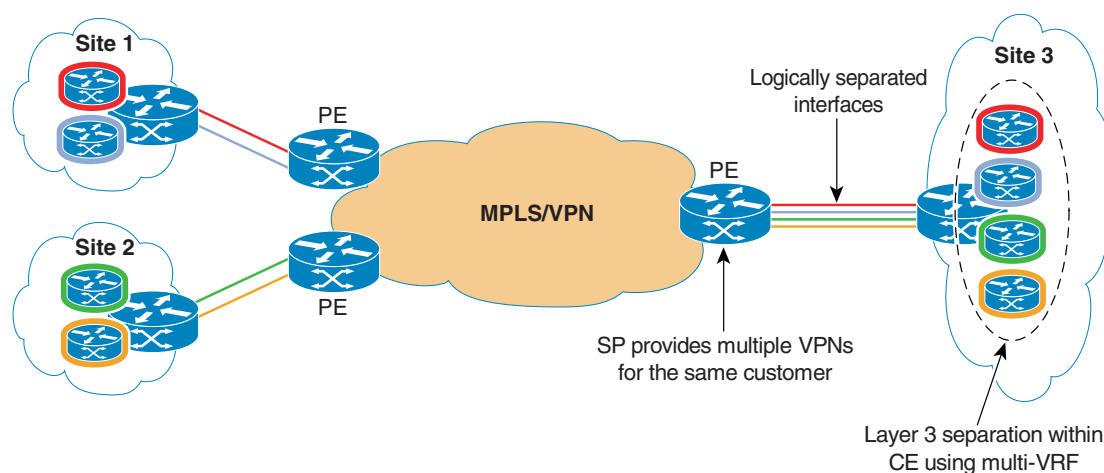 Site 1
PE
Site 2
PE
MPLS/VPN
PE
Logically separated
interfaces
SP provides multiple VPNs
for the same customer
Site 3
Layer 3 separation within
CE using multi-VRF